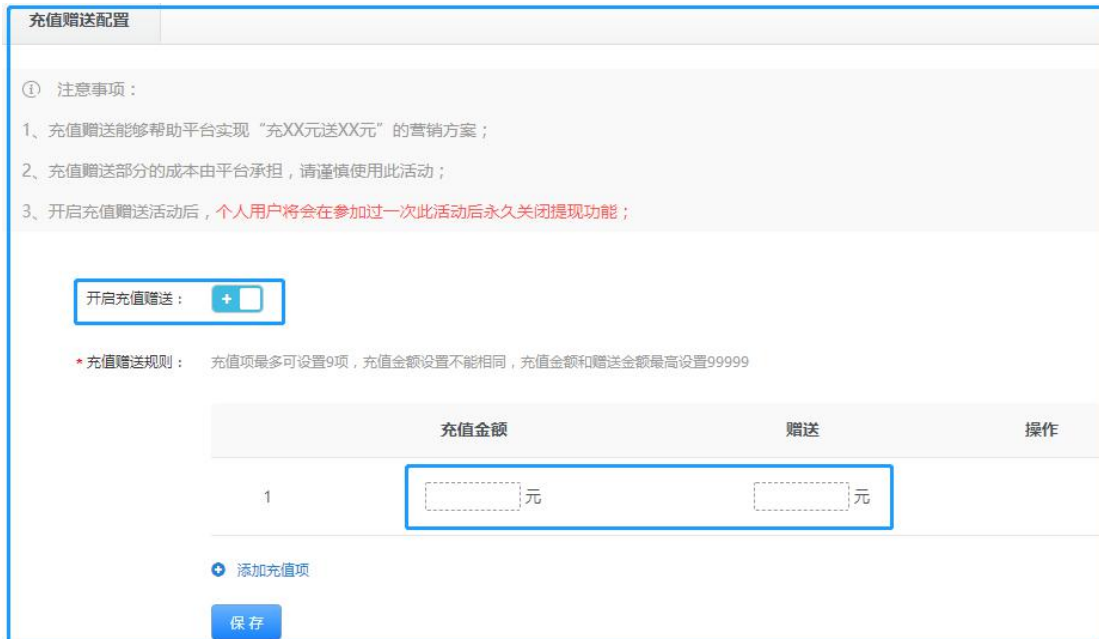 充值赠送配置
注意事项：
1、充值赠送能够帮助平台实现“充XX元送XX元”的营销方案；
2、充值赠送部分的成本由平台承担，请谨慎使用此活动；
3、开启充值赠送活动后，个人用户将会在参加过一次此活动后永久关闭提现功能；
开启充值赠送：
* 充值赠送规则： 充值项最多可设置9项，充值金额设置不能相同，充值金额和赠送金额最高设置99999
充值金额 赠送 操作
1 元 元
添加充值项
保存